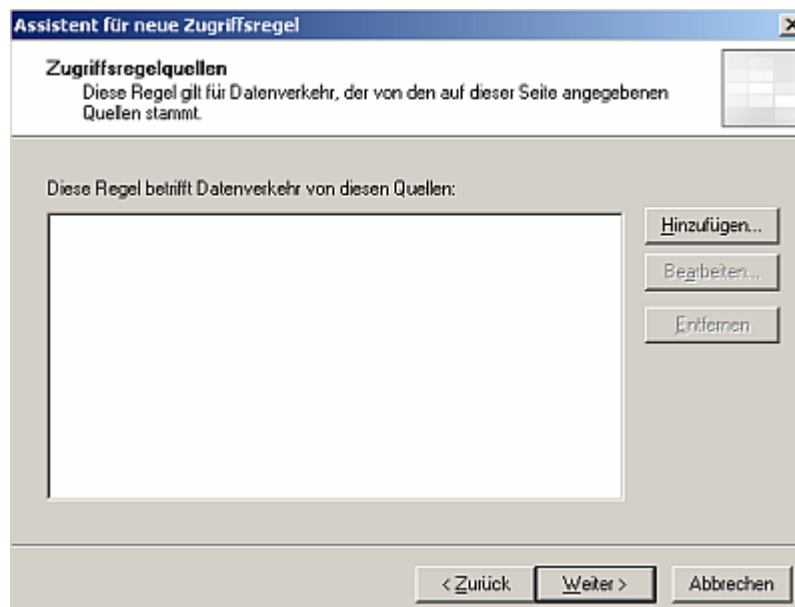 Assistent für neue Zugriffsregel
Zugriffsregelquellen
Diese Regel gilt für Datenverkehr, der von den auf dieser Seite angegebenen
Quellen stammt.
Diese Regel betrifft Datenverkehr von diesen Quellen:
Hinzufügen...
Bearbeiten...
Entfernen
< Zurück
Weiter >
Abbrechen